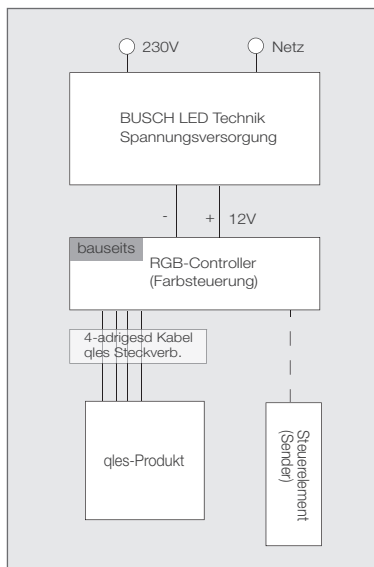 230V
Netz
BUSCH LED Technik
Spannungsversorgung
-
+
12V
bauseits
RGB-Controller
(Farbsteuerung)
4-adrigesd Kabel
qles Steckverb.
qles-Produkt
Steuerelement
(Sender)